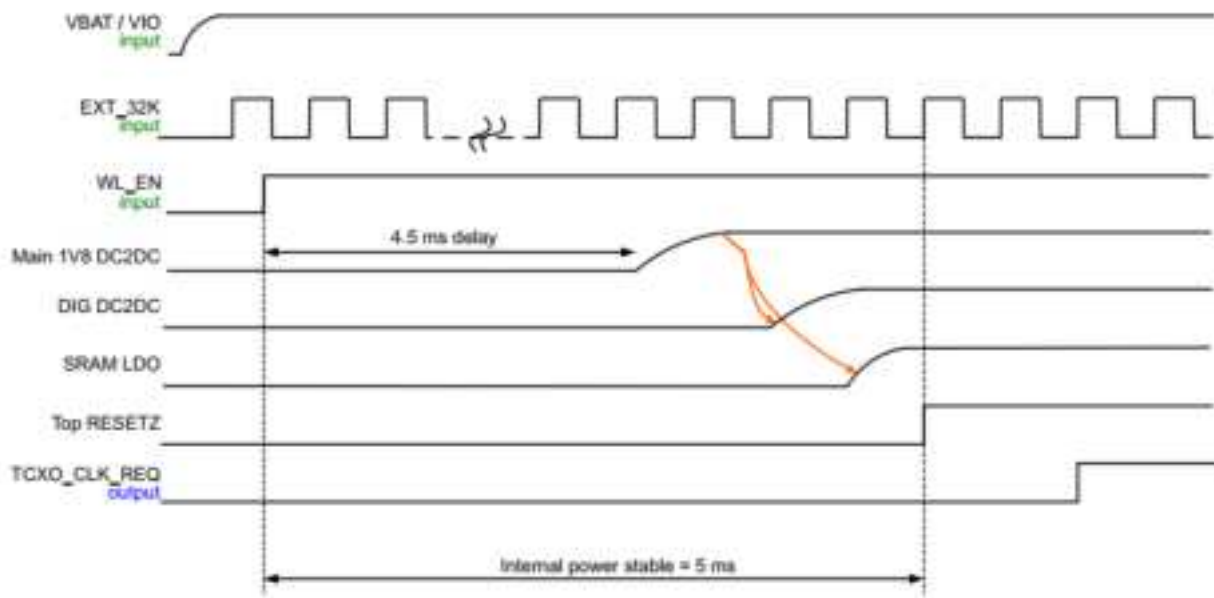 VBAT / VIO
input
EXT_32K
input
WL_EN
input
4.5 ms delay
Main 1V8 DC2DC
DIG DC2DC
SRAM LDO
Top RESETZ
TCXO_CLK_REQ
output
Internal power stable = 5 ms